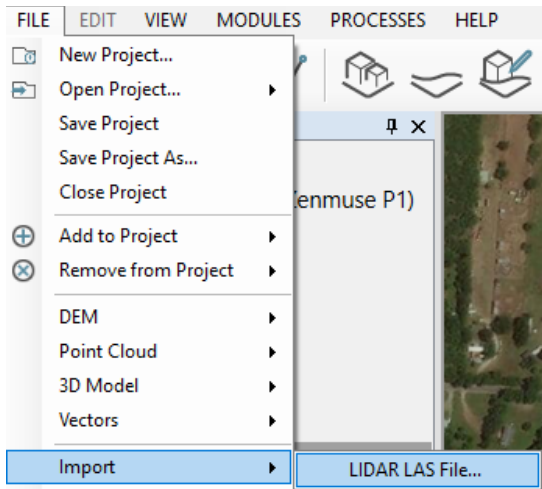 FILE EDIT VIEW MODULES PROCESSES HELP
New Project...
Open Project...
Save Project
Save Project As...
Close Project
(enmuse P1)
Add to Project
Remove from Project
DEM
Point Cloud
3D Model
Vectors
Import
LIDAR LAS File...